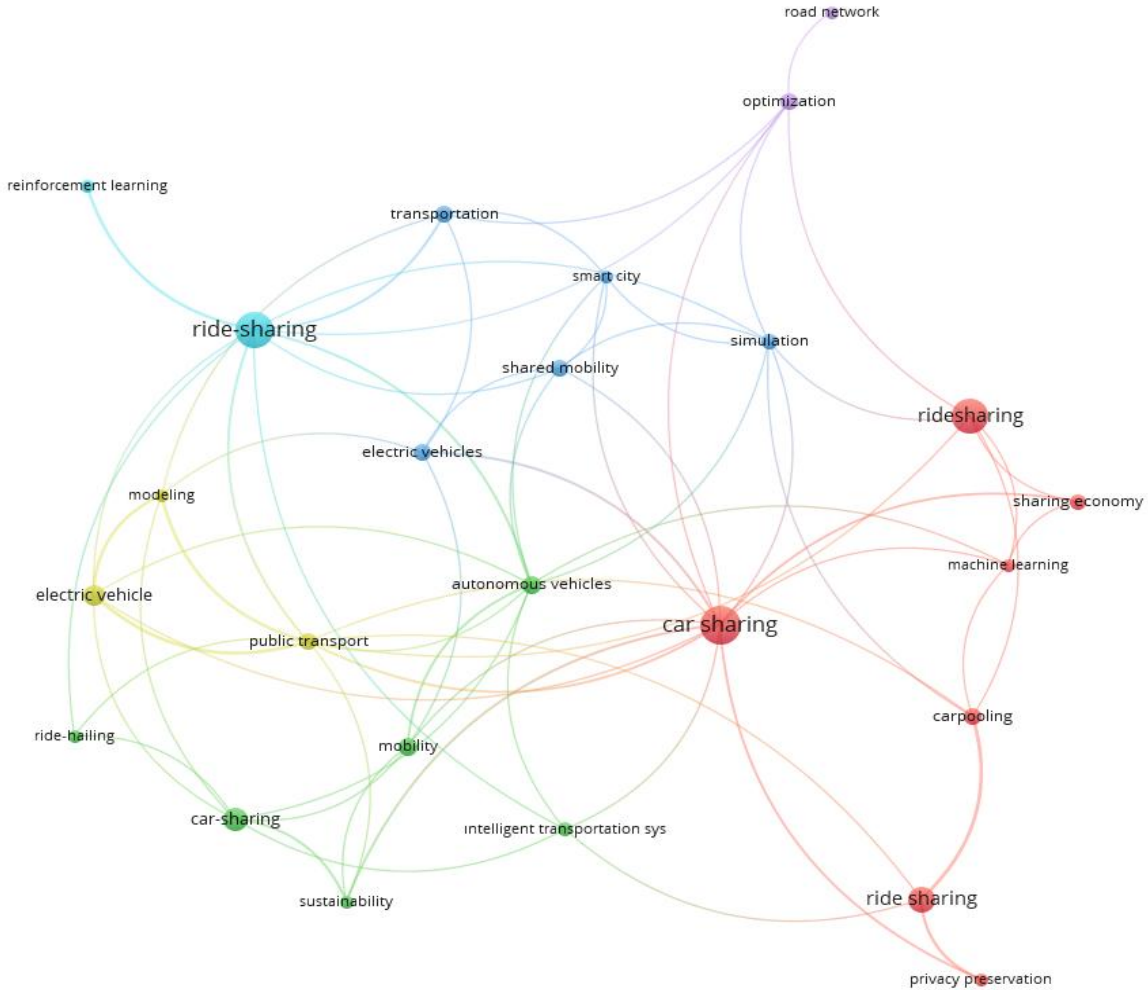 road network
optimization
reinforcement learning
transportation
smart city
ride-sharing
simulation
shared mobility
ridesharing
electric vehicles
modeling
sharing economy
machine learning
autonomous vehicles
electric vehicle
car sharing
public transport
carpooling
ride-hailing
mobility
car-sharing
intelligent transportation sys
ride sharing
sustainability
privacy preservation